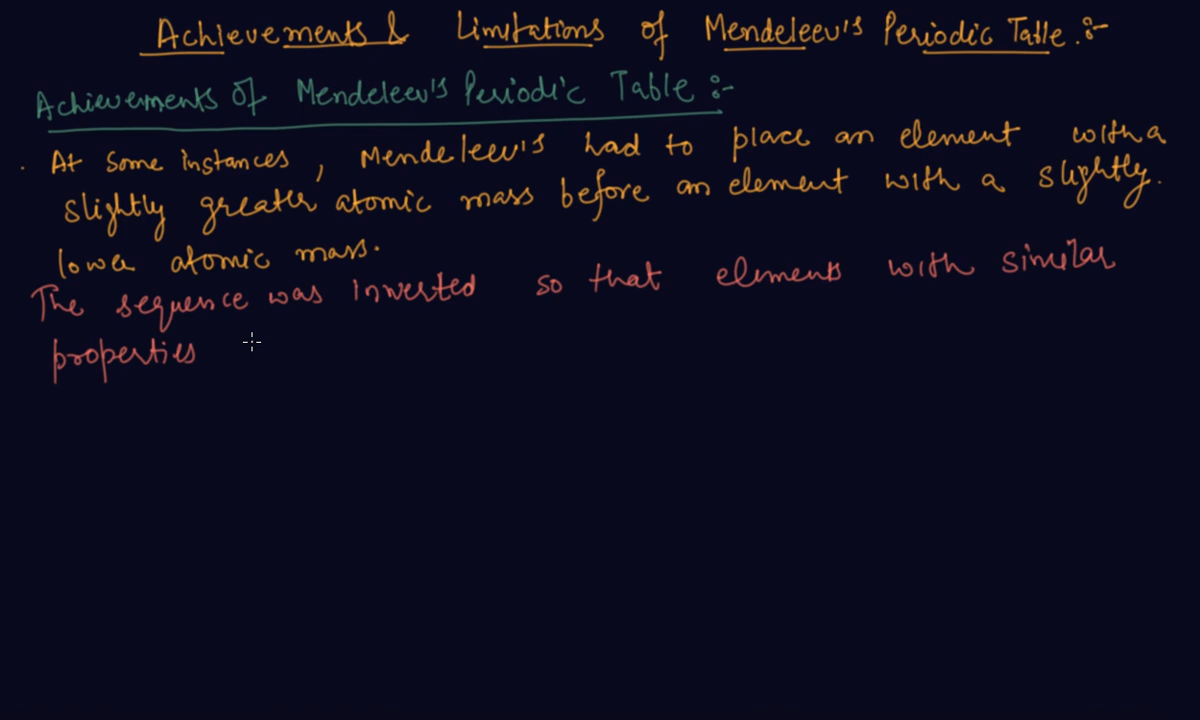 Achievements & Limitations of Mendeleev's Periodic Table :-
Achievements of Mendeleev's Periodic Table :-
· At some instances, Mendeleev's had to place an element with a
slightly greater atomic mass before an element with a slightly.
lower atomic mass.
The sequence was inverted so that elements with similar
properties